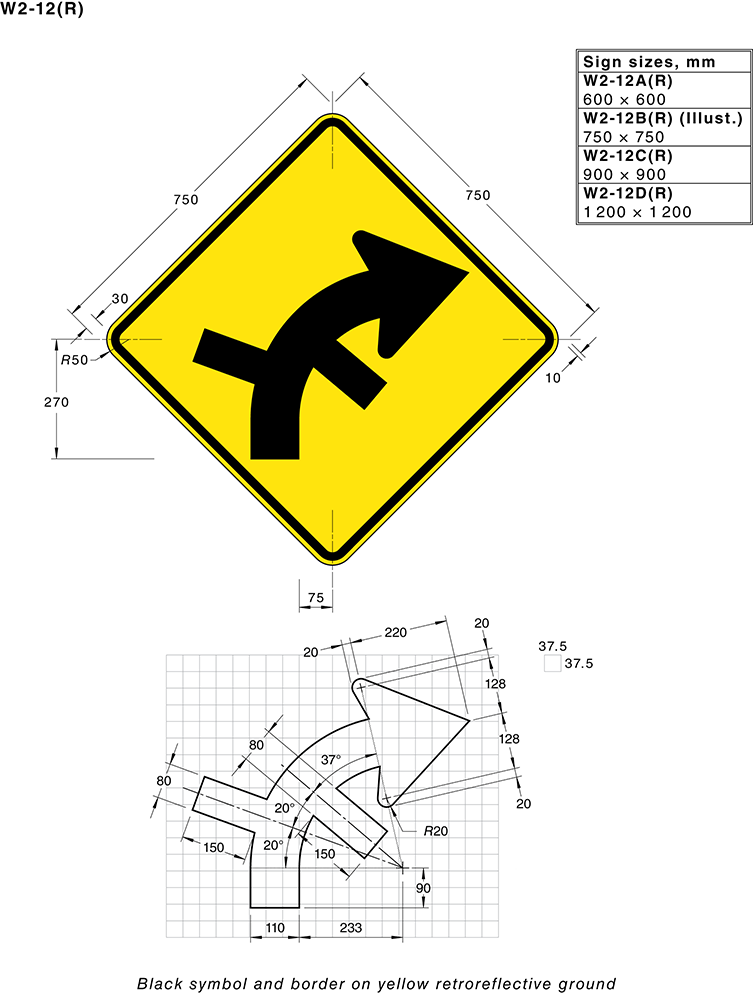 W2-12(R)
Sign sizes, mm
W2-12A(R)
600 × 600
W2-12B(R) (Illust.)
750 × 750
W2-12C(R)
900 × 900
W2-12D(R)
1 200 × 1 200
750
750
30
R50
270
10
75
20
220
20
37.5
37.5
128
128
20
80
37°
80
20°
20°
150
150
R20
90
110
233
Black symbol and border on yellow retroreflective ground